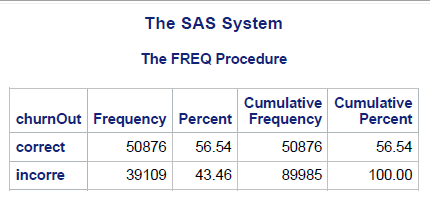 The SAS System
The FREQ Procedure
churnOut Frequency Percent Cumulative Frequency Cumulative Percent
correct 50876 56.54 50876 56.54
incorre 39109 43.46 89985 100.00